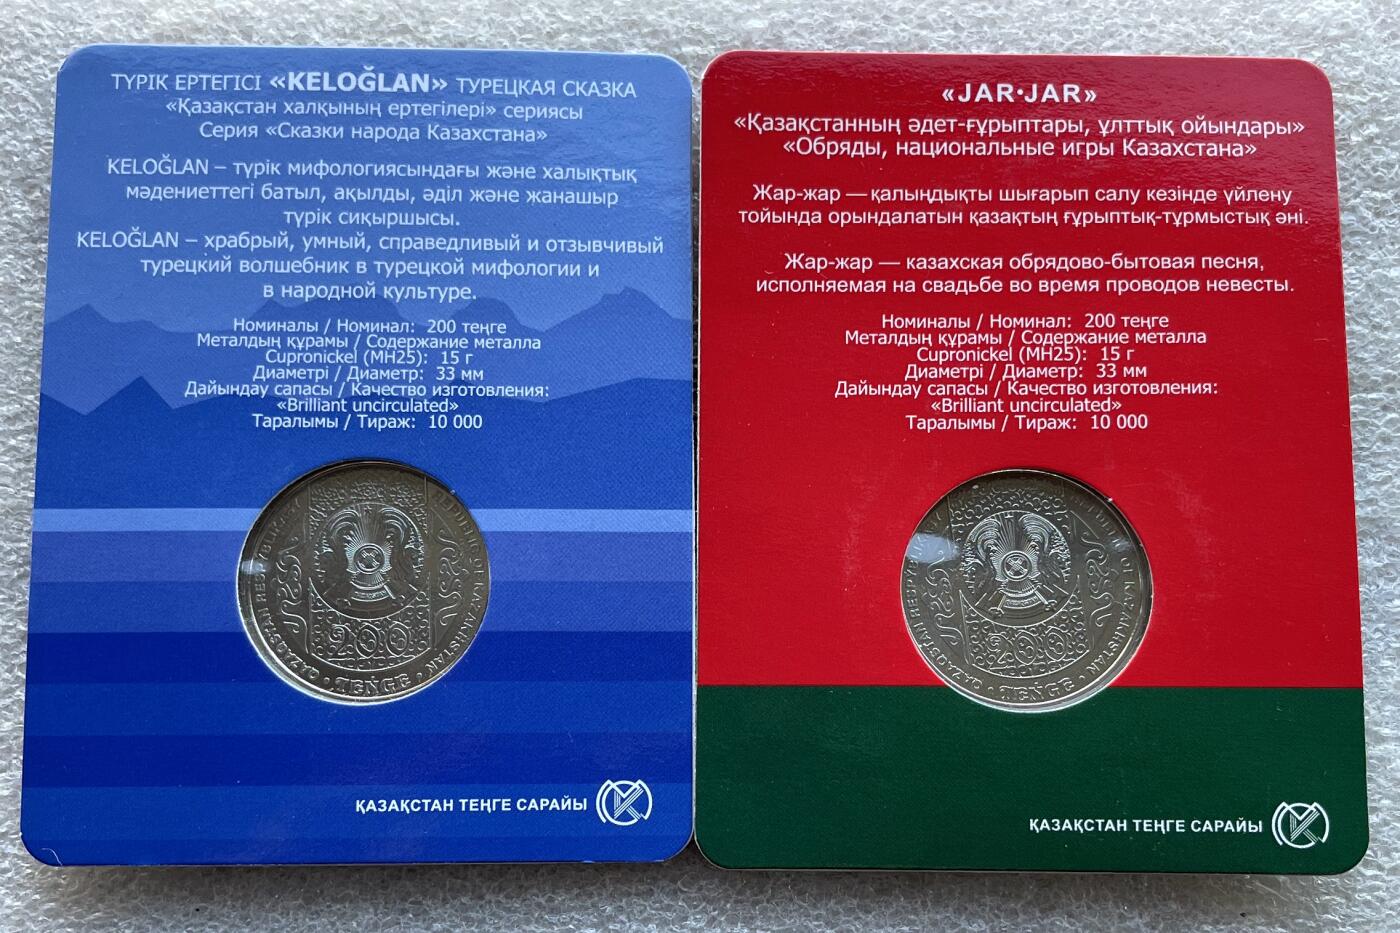 ТҮРІК ЕРТЕГІСІ «KELOĞLAN» ТУРЕЦКАЯ СКАЗКА
«Қазақстан халқының ертегілері» сериясы
Серия «Сказки народа Казахстана»
KELOĞLAN – түрік мифологиясындағы және халықтық
мәдениеттегі батыл, ақылды, әділ және жанашыр
түрік сиқыршысы.
KELOĞLAN – храбрый, умный, справедливый и отзывчивый
турецкий волшебник в турецкой мифологии и
в народной культуре.
Номиналы / Номинал: 200 теңге
Металдың құрамы / Содержание металла
Cupronickel (МН25): 15 г
Диаметрі / Диаметр: 33 мм
Дайындау сапасы / Качество изготовления:
«Brilliant uncirculated»
Таралымы / Тираж: 10 000
QAZAQSTAN RESPÝBLIKASY
REPUBLIC OF KAZAKHSTAN
200
• TEŃGE •
ҚАЗАҚСТАН ТЕҢГЕ САРАЙЫ
«JAR•JAR»
«Қазақстанның әдет-ғұрыптары, ұлттық ойындары»
«Обряды, национальные игры Казахстана»
Жар-жар — қалыңдықты шығарып салу кезінде үйлену
тойында орындалатын қазақтың ғұрыптық-тұрмыстық әні.
Жар-жар — казахская обрядово-бытовая песня,
исполняемая на свадьбе во время проводов невесты.
Номиналы / Номинал: 200 теңге
Металдың құрамы / Содержание металла
Cupronickel (МН25): 15 г
Диаметрі / Диаметр: 33 мм
Дайындау сапасы / Качество изготовления:
«Brilliant uncirculated»
Таралымы / Тираж: 10 000
QAZAQSTAN
OF KAZAKHSTAN
200
• TEŃGE •
ҚАЗАҚСТАН ТЕҢГЕ САРАЙЫ